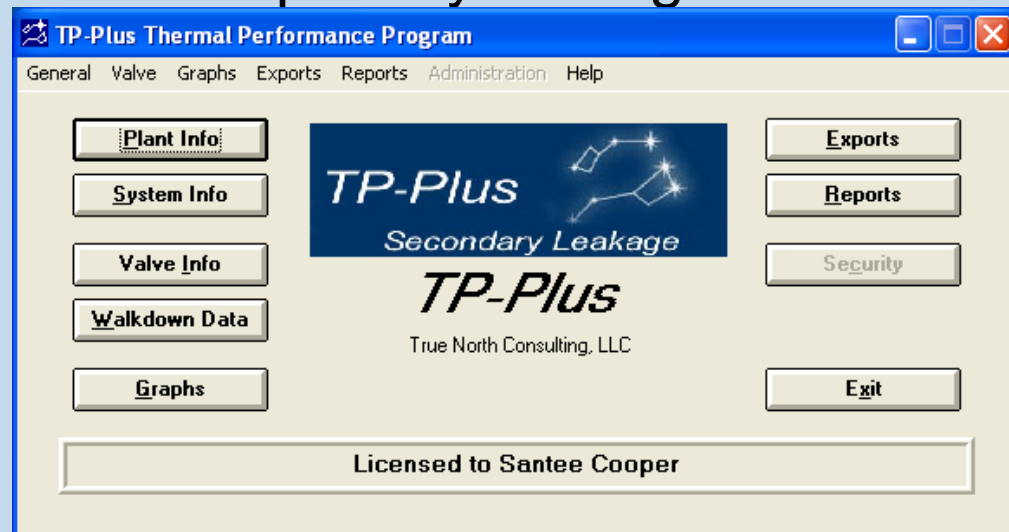 TP-Plus Thermal Performance Program
General Valve Graphs Exports Reports Administration Help
Plant Info
System Info
Valve Info
Walkdown Data
Graphs
TP-Plus
Secondary Leakage
TP-Plus
True North Consulting, LLC
Exports
Reports
Security
Exit
Licensed to Santee Cooper